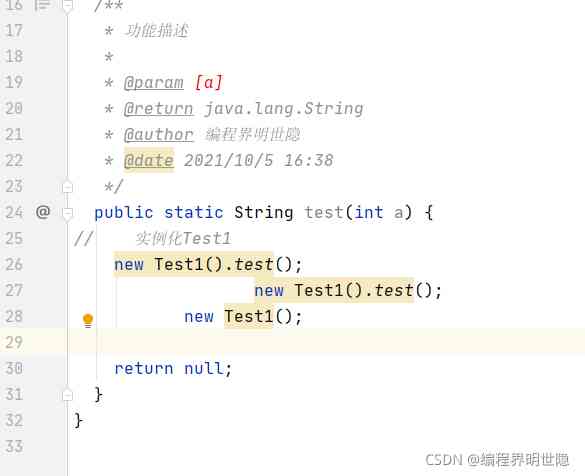 16 /**
17 * 功能描述
18 *
19 * @param [a]
20 * @return java.lang.String
21 * @author 编程界明世隐
22 * @date 2021/10/5 16:38
23 */
24 @ public static String test(int a) {
25 // 实例化Test1
26 new Test1().test();
27 new Test1().test();
28 new Test1();
29
30 return null;
31 }
32 }
33
CSDN @编程界明世隐